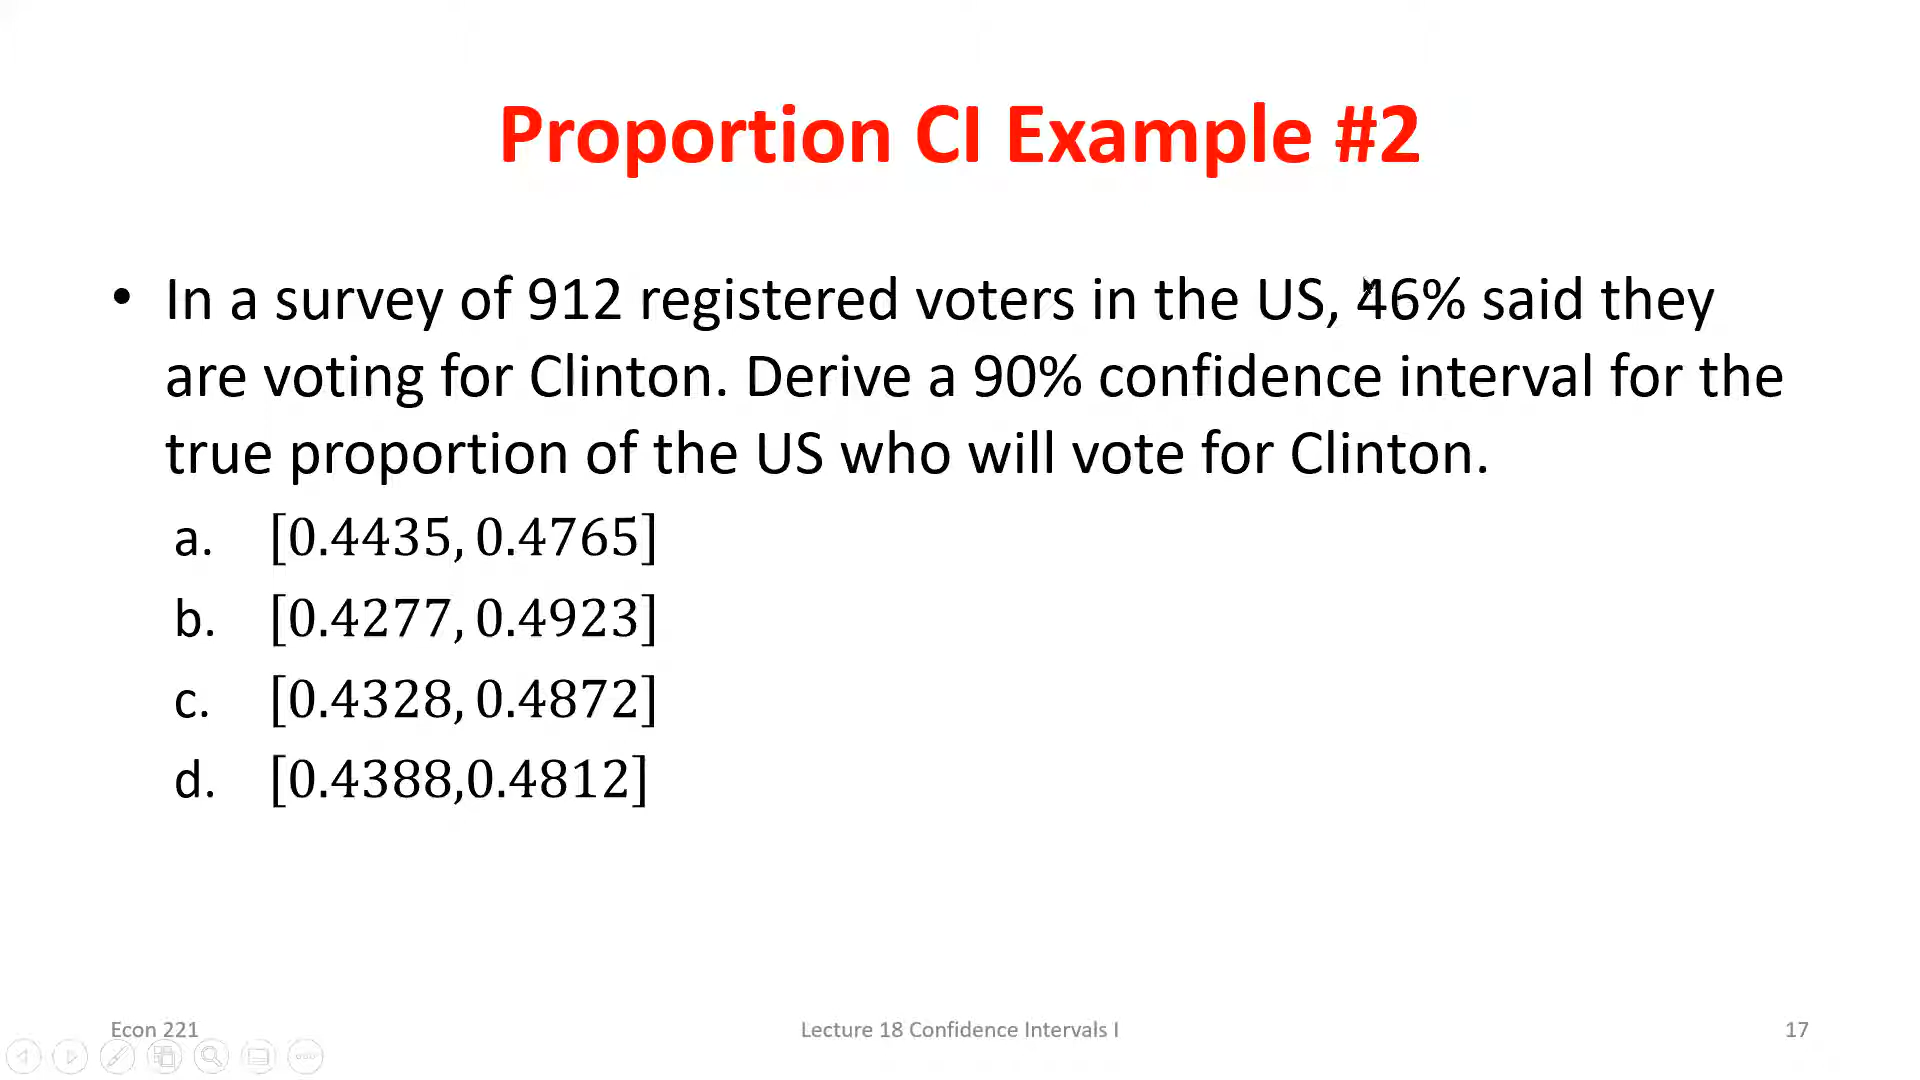 Proportion CI Example #2
• In a survey of 912 registered voters in the US, 46% said they
are voting for Clinton. Derive a 90% confidence interval for the
true proportion of the US who will vote for Clinton.
a. [0.4435, 0.4765]
b. [0.4277, 0.4923]
c. [0.4328, 0.4872]
d. [0.4388,0.4812]
Econ 221
Lecture 18 Confidence Intervals I
17